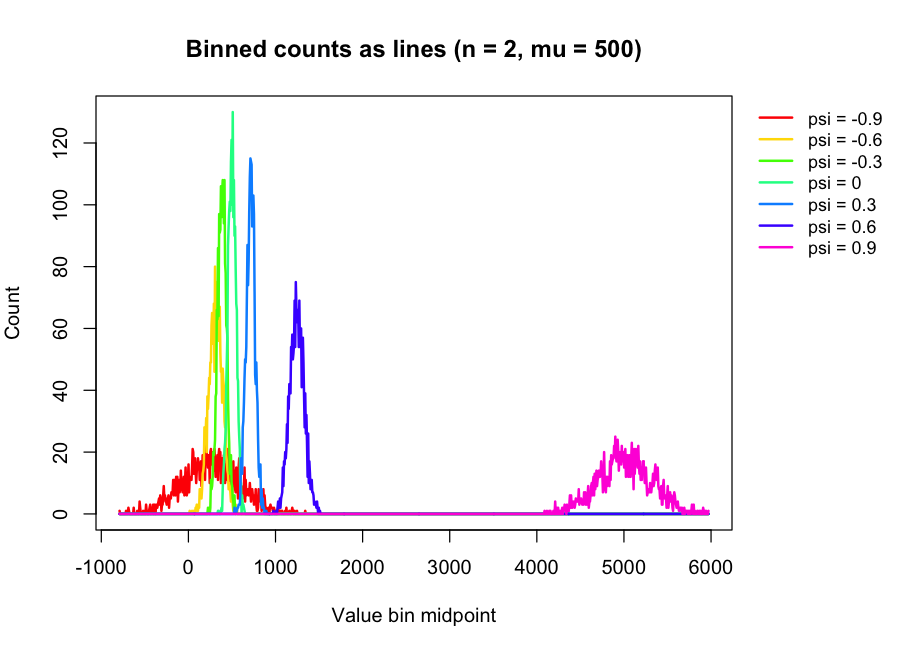 Binned counts as lines (n = 2, mu = 500)
psi = -0.9
psi = -0.6
psi = -0.3
psi = 0
psi = 0.3
psi = 0.6
psi = 0.9
Count
120
100
80
60
40
20
0
-1000 0 1000 2000 3000 4000 5000 6000
Value bin midpoint